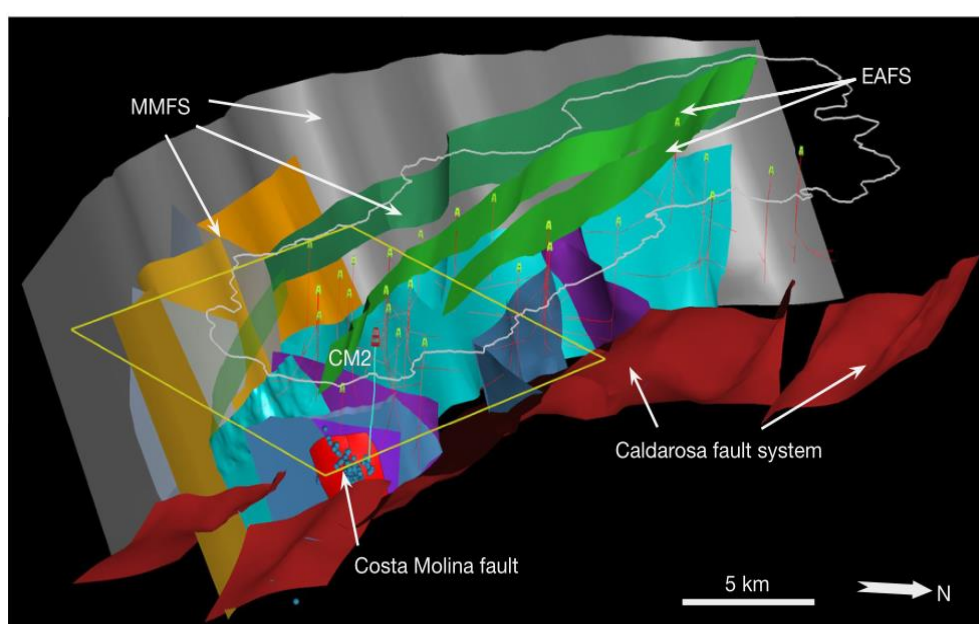 EAFS
MMFS
CM2
Caldarosa fault system
Costa Molina fault
5 km
N